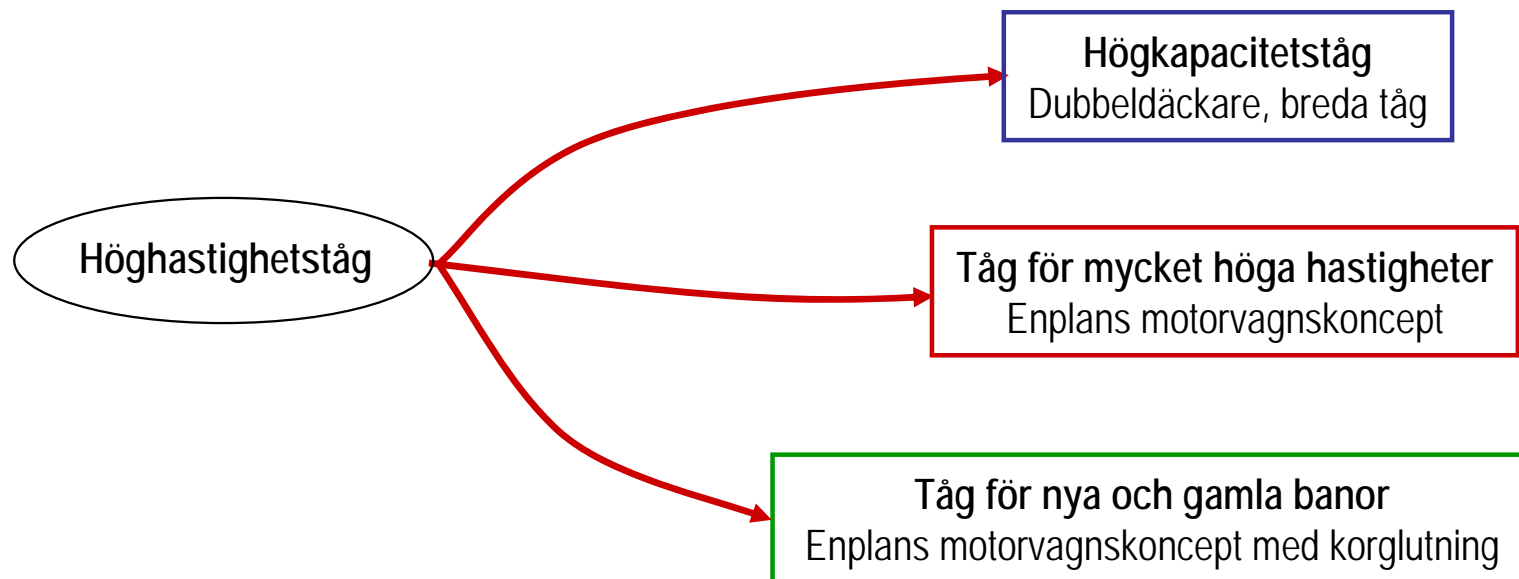 Högkapacitetståg
Dubbeldäckare, breda tåg
Höghastighetståg
Tåg för mycket höga hastigheter
Enplans motorvagnskoncept
Tåg för nya och gamla banor
Enplans motorvagnskoncept med korglutning